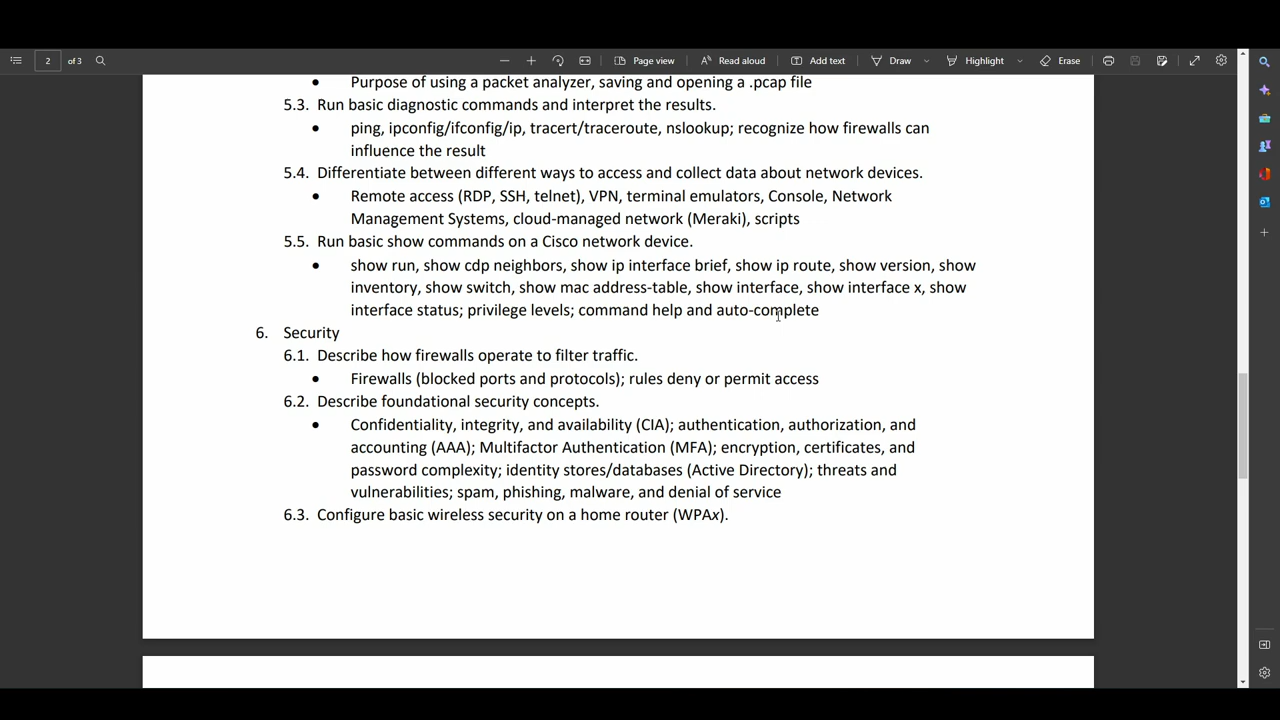 2 of 3 Page view Read aloud Add text Draw Highlight Erase
• Purpose of using a packet analyzer, saving and opening a .pcap file
5.3. Run basic diagnostic commands and interpret the results.
• ping, ipconfig/ifconfig/ip, tracert/traceroute, nslookup; recognize how firewalls can
influence the result
5.4. Differentiate between different ways to access and collect data about network devices.
• Remote access (RDP, SSH, telnet), VPN, terminal emulators, Console, Network
Management Systems, cloud-managed network (Meraki), scripts
5.5. Run basic show commands on a Cisco network device.
• show run, show cdp neighbors, show ip interface brief, show ip route, show version, show
inventory, show switch, show mac address-table, show interface, show interface x, show
interface status; privilege levels; command help and auto-complete
6. Security
6.1. Describe how firewalls operate to filter traffic.
• Firewalls (blocked ports and protocols); rules deny or permit access
6.2. Describe foundational security concepts.
• Confidentiality, integrity, and availability (CIA); authentication, authorization, and
accounting (AAA); Multifactor Authentication (MFA); encryption, certificates, and
password complexity; identity stores/databases (Active Directory); threats and
vulnerabilities; spam, phishing, malware, and denial of service
6.3. Configure basic wireless security on a home router (WPAx).